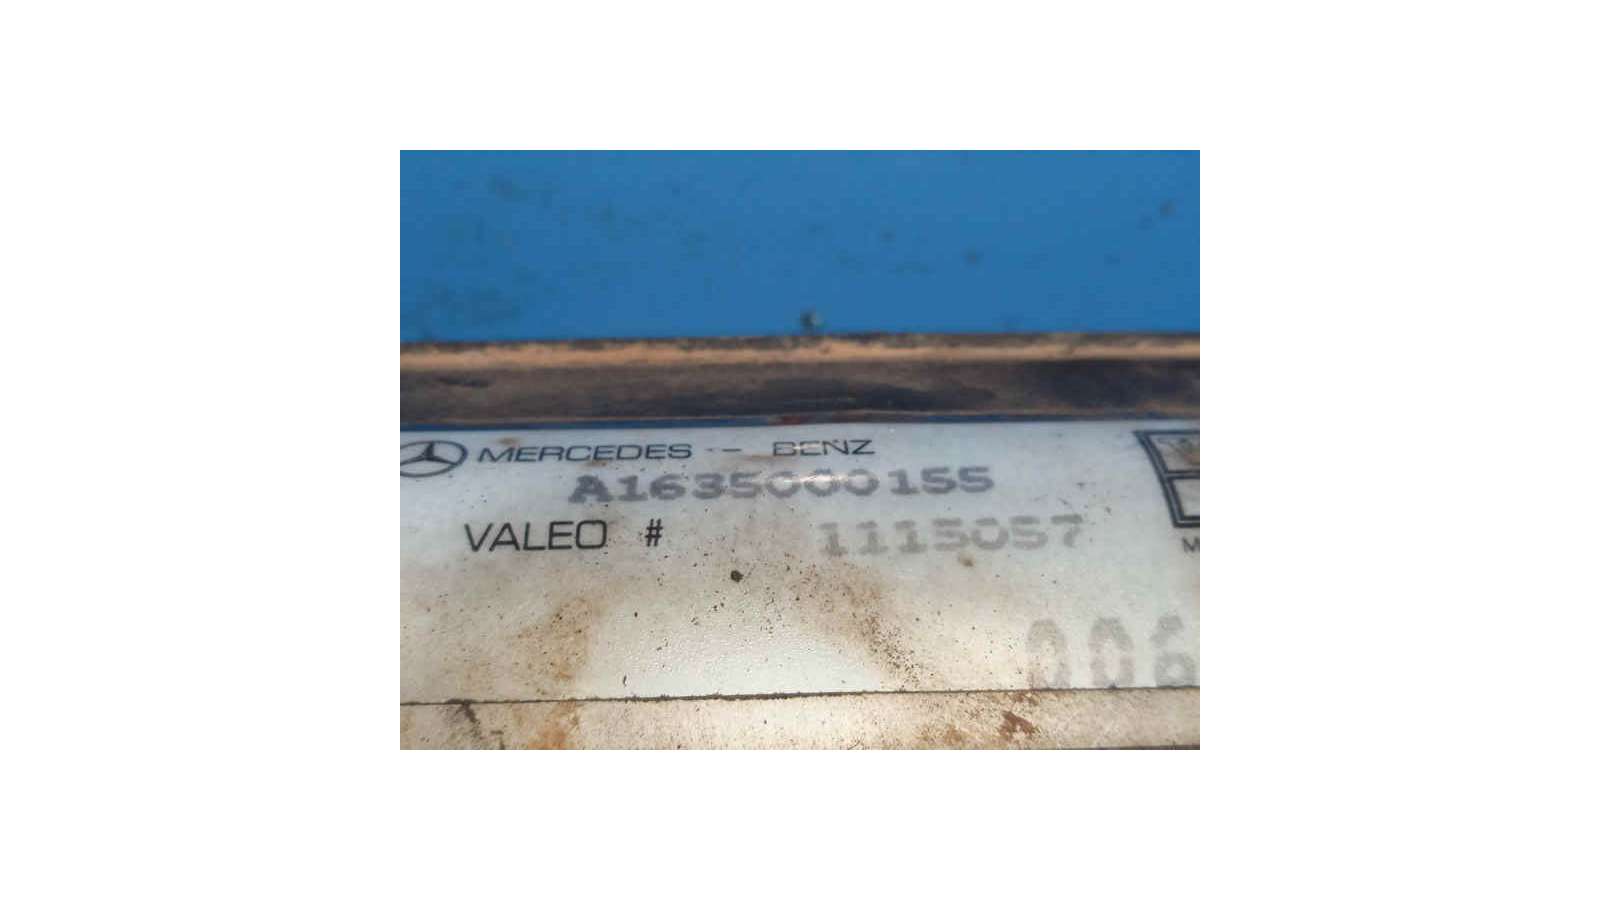 MERCEDES - BENZ
A1635000155
VALEO # 1115057
M
006